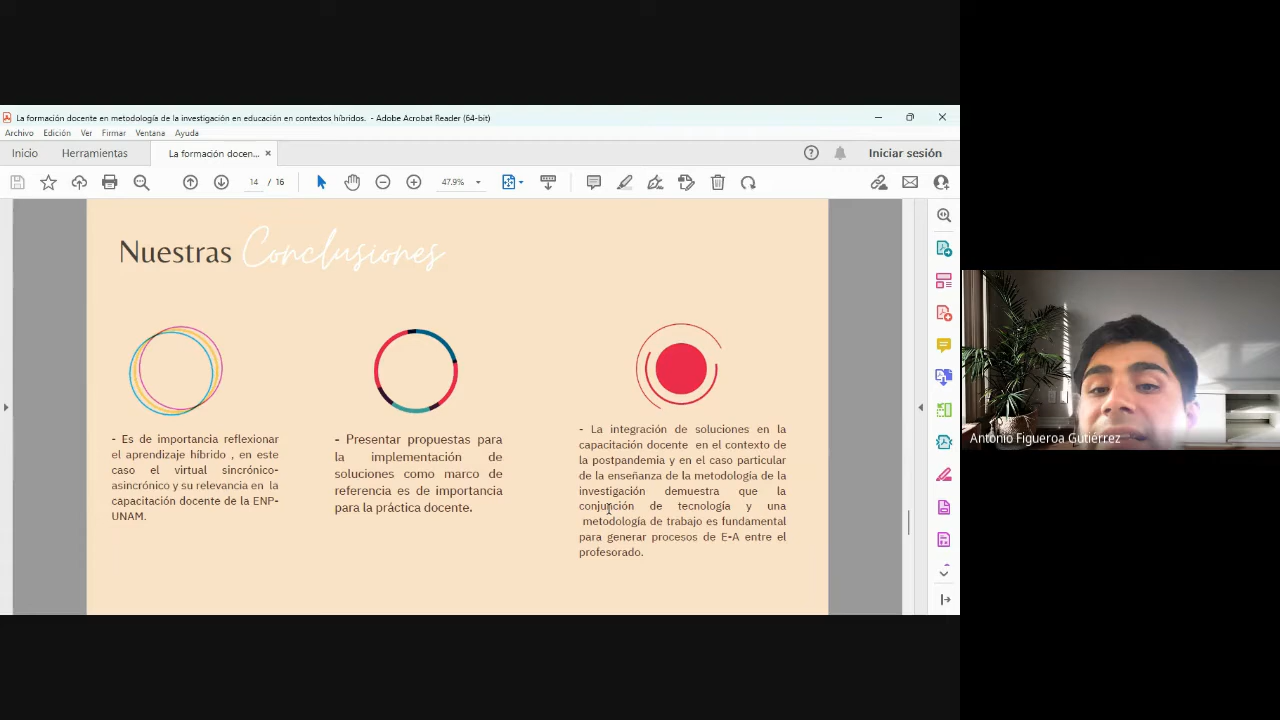 La formación docente en metodología de la investigación en educación en contextos híbridos. - Adobe Acrobat Reader (64-bit)
Archivo Edición Ver Firmar Ventana Ayuda
Inicio Herramientas La formación docen... × Iniciar sesión
14 / 16 47.9%
Nuestras Conclusiones
- Es de importancia reflexionar
el aprendizaje híbrido , en este
caso el virtual sincrónico-
asincrónico y su relevancia en la
capacitación docente de la ENP-
UNAM.
- Presentar propuestas para
la implementación de
soluciones como marco de
referencia es de importancia
para la práctica docente.
- La integración de soluciones en la
capacitación docente en el contexto de
la postpandemia y en el caso particular
de la enseñanza de la metodología de la
investigación demuestra que la
conjunción de tecnología y una
metodología de trabajo es fundamental
para generar procesos de E-A entre el
profesorado.
Antonio Figueroa Gutiérrez